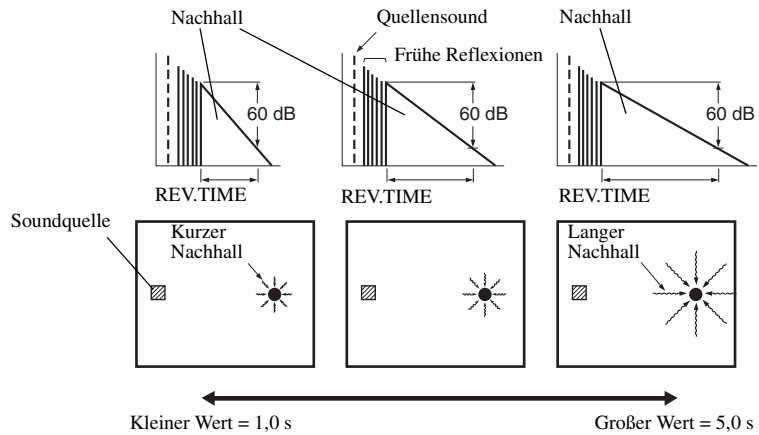 Nachhall
Quellensound
Nachhall
Frühe Reflexionen
60 dB
60 dB
60 dB
REV.TIME
REV.TIME
REV.TIME
Soundquelle
Kurzer
Nachhall
Langer
Nachhall
Kleiner Wert = 1,0 s
Großer Wert = 5,0 s